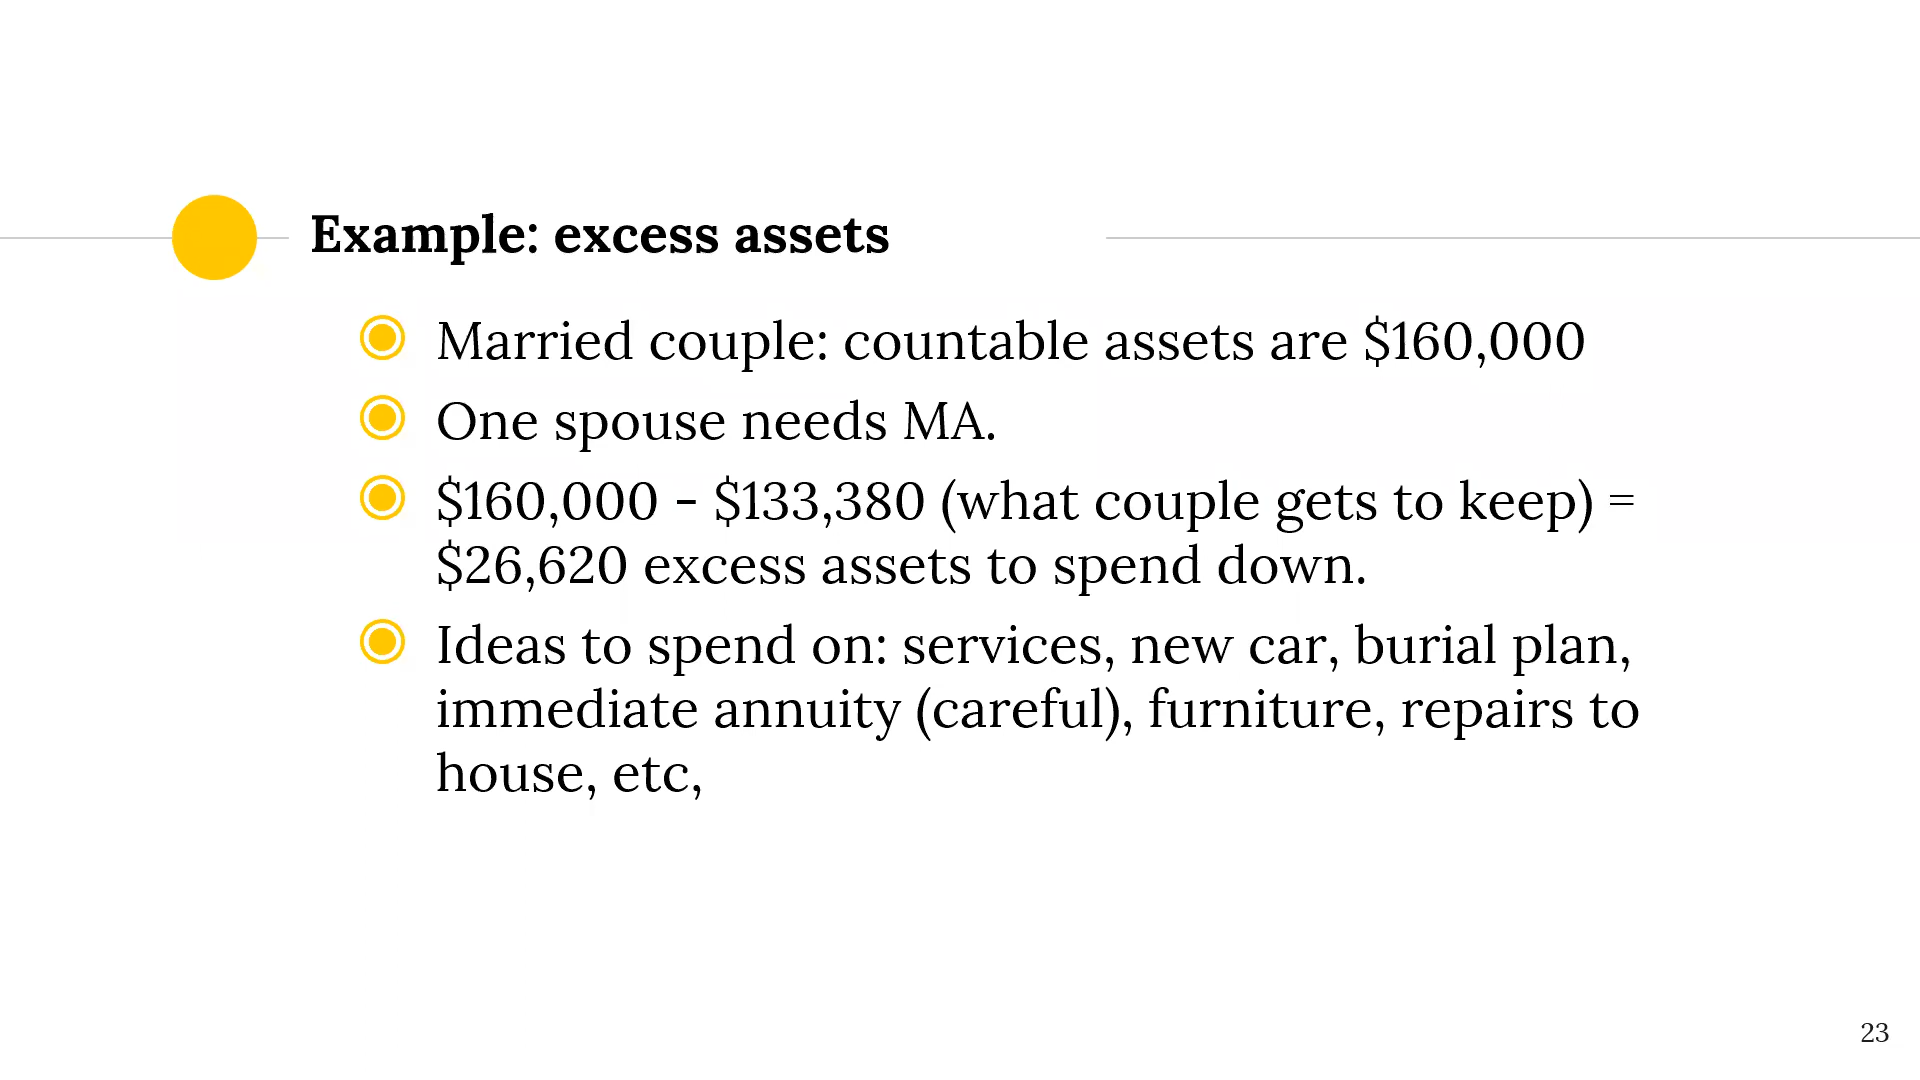 Example: excess assets
Married couple: countable assets are $160,000
One spouse needs MA.
$160,000 - $133,380 (what couple gets to keep) =
$26,620 excess assets to spend down.
Ideas to spend on: services, new car, burial plan,
immediate annuity (careful), furniture, repairs to
house, etc,
23